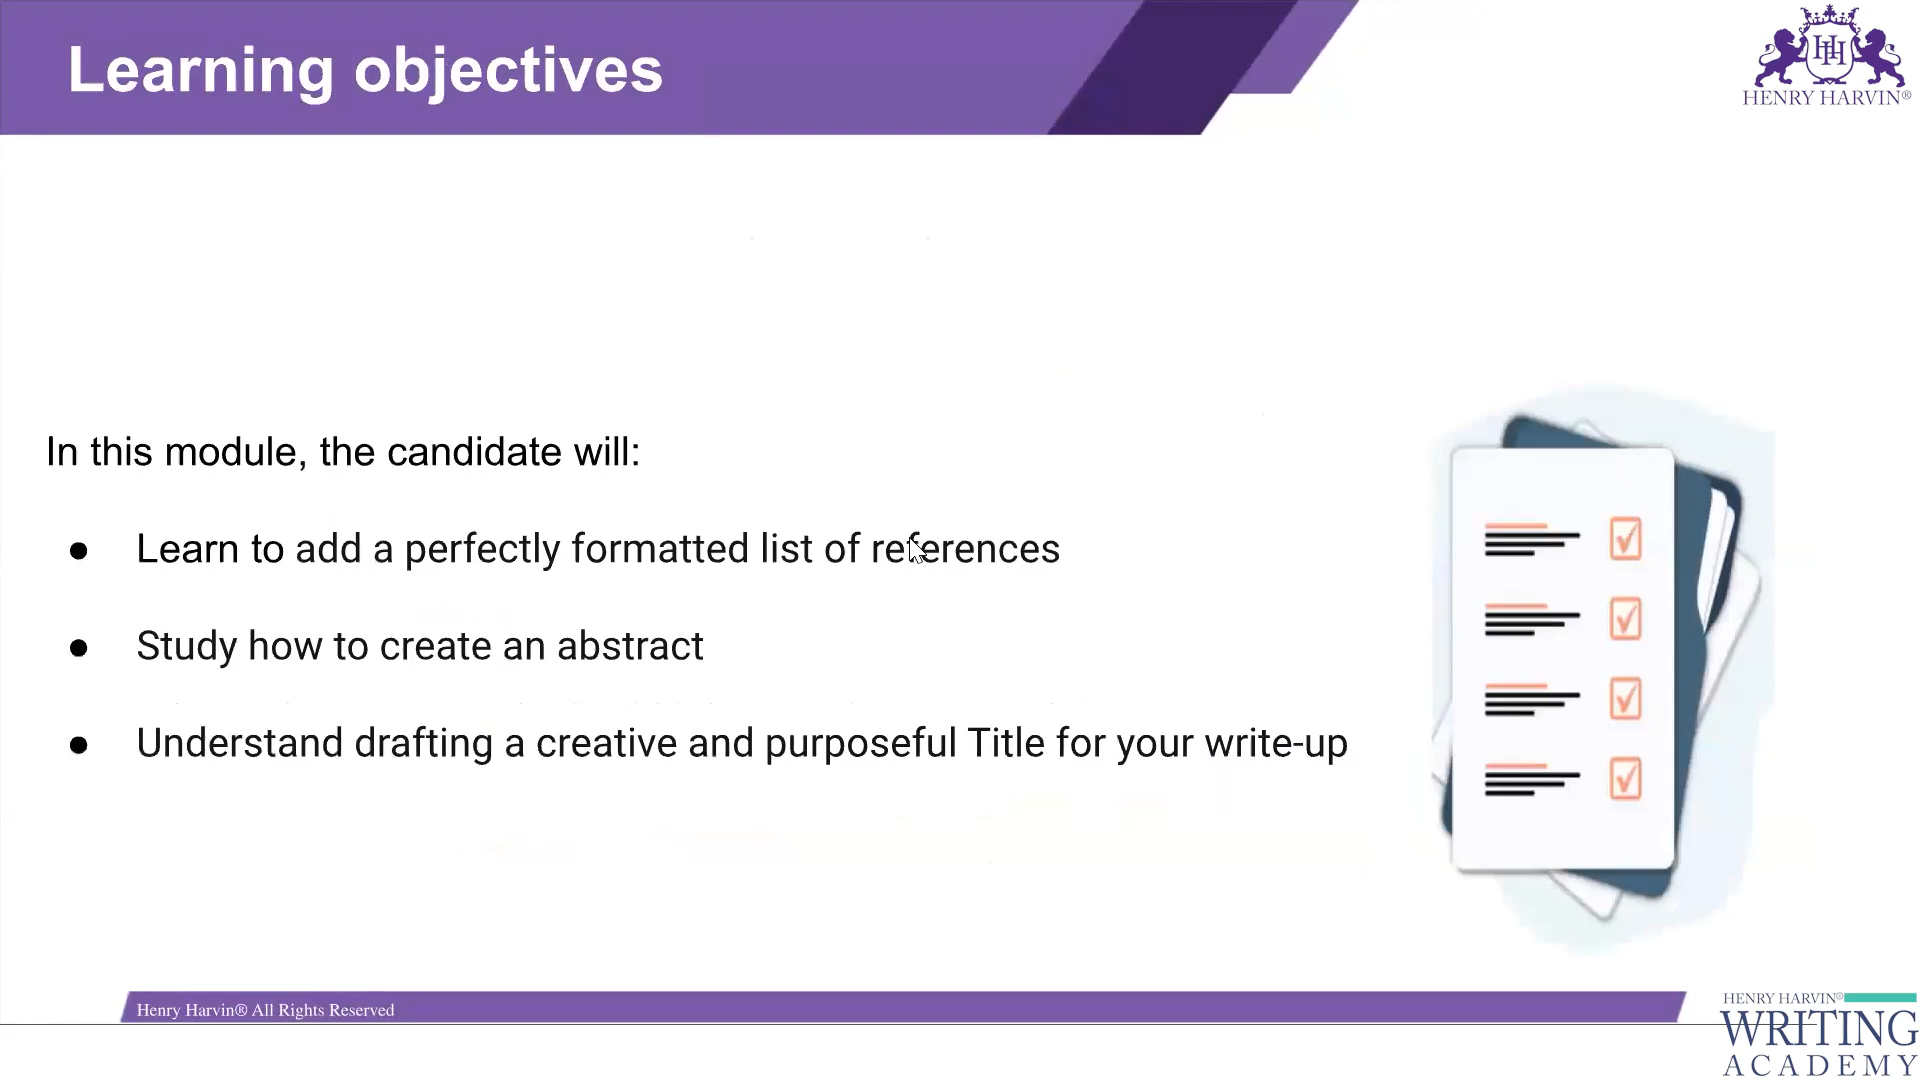 Learning objectives
HENRY HARVIN®
In this module, the candidate will:
● Learn to add a perfectly formatted list of references
● Study how to create an abstract
● Understand drafting a creative and purposeful Title for your write-up
Henry Harvin® All Rights Reserved
HENRY HARVIN®
WRITING
ACADEMY